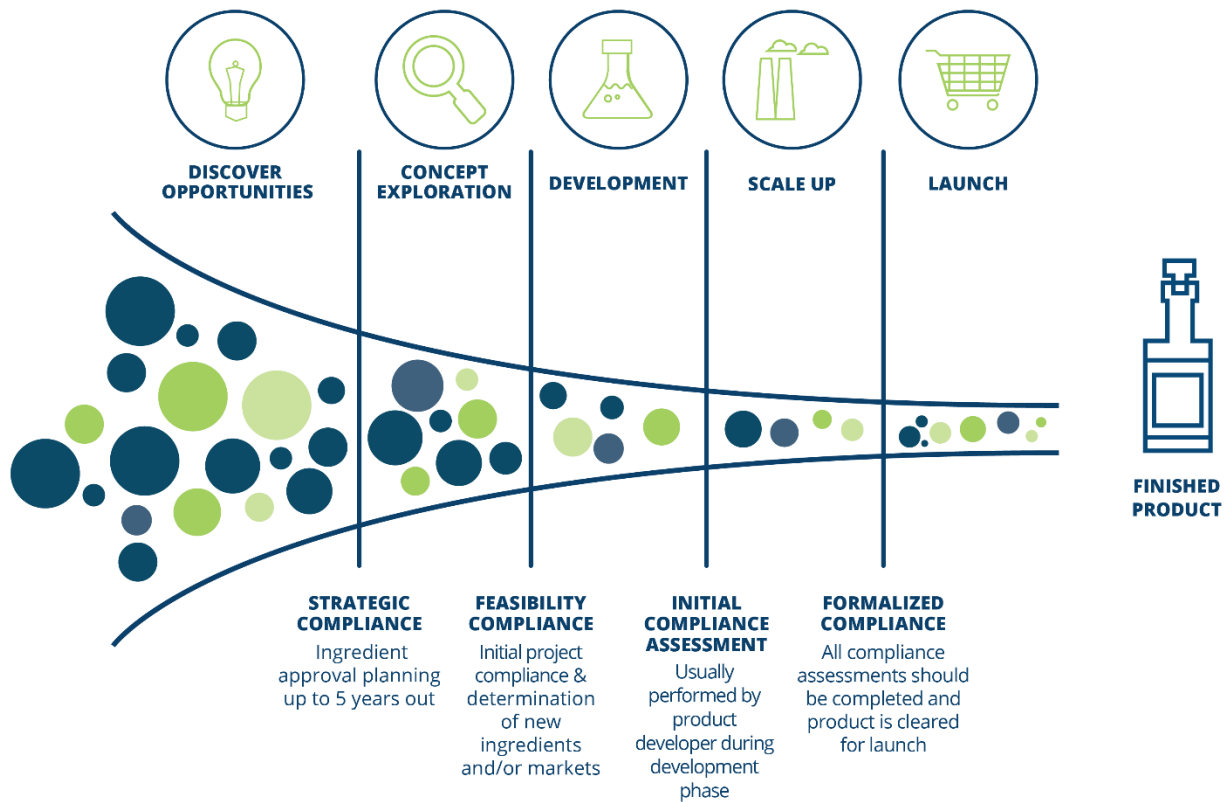 DISCOVER
OPPORTUNITIES
CONCEPT
EXPLORATION
DEVELOPMENT
SCALE UP
LAUNCH
FINISHED
PRODUCT
STRATEGIC
COMPLIANCE
Ingredient
approval planning
up to 5 years out
FEASIBILITY
COMPLIANCE
Initial project
compliance &
determination
of new
ingredients
and/or markets
INITIAL
COMPLIANCE
ASSESSMENT
Usually
performed by
product
developer during
development
phase
FORMALIZED
COMPLIANCE
All compliance
assessments should
be completed and
product is cleared
for launch